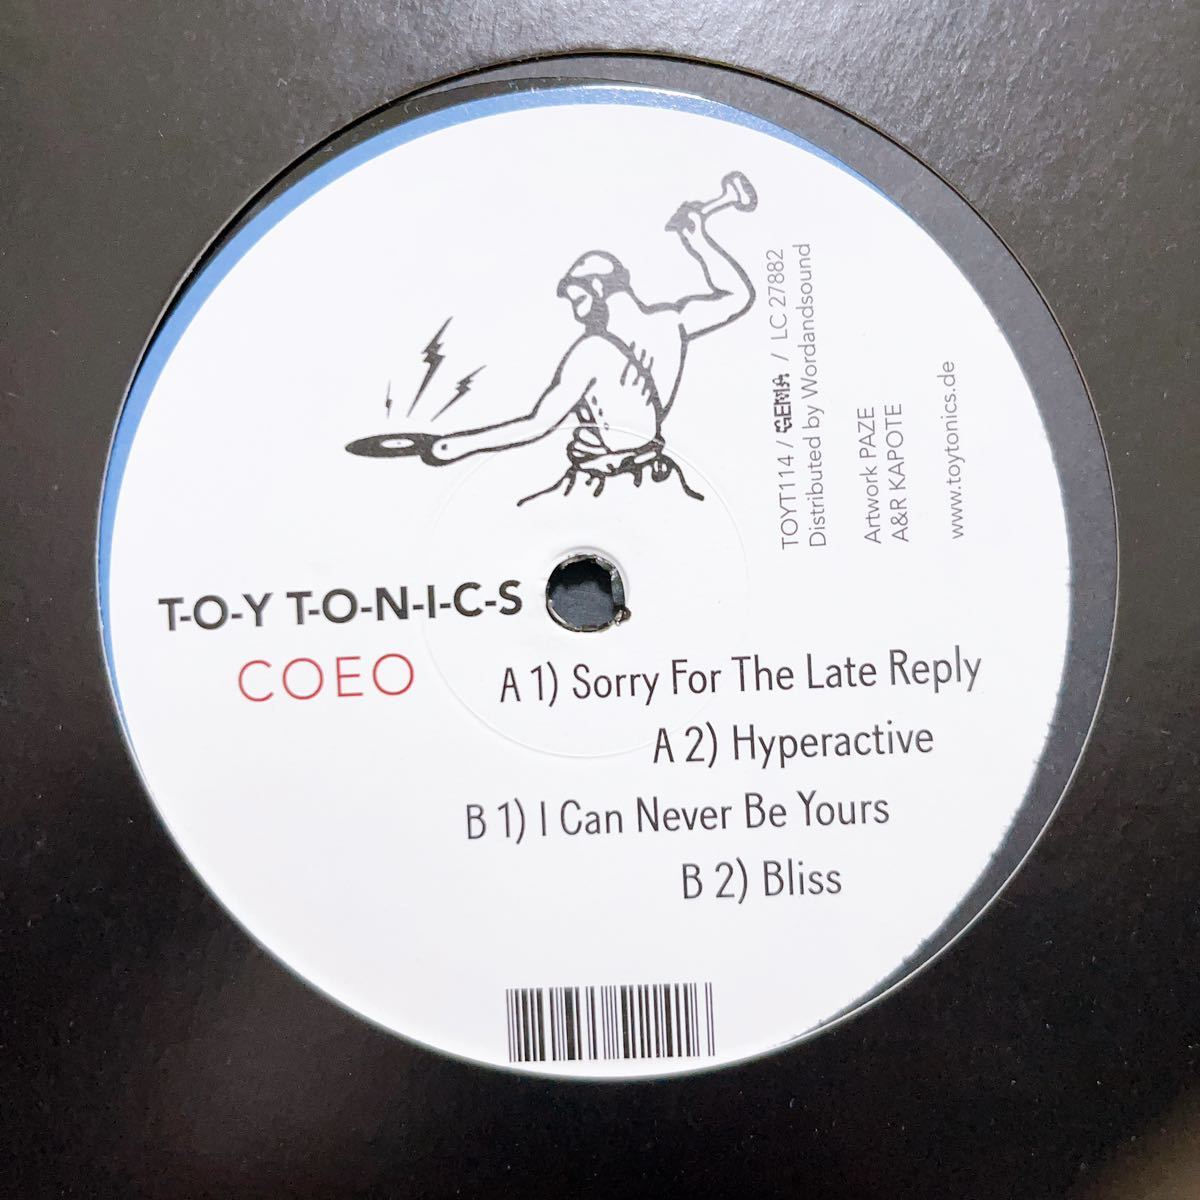 TOYT114 / GEMA / LC 27882
Distributed by Wordandsound
Artwork PAZE
A&R KAPOTE
www.toytonics.de
T-O-Y T-O-N-I-C-S
COEO
A 1) Sorry For The Late Reply
A 2) Hyperactive
B 1) I Can Never Be Yours
B 2) Bliss